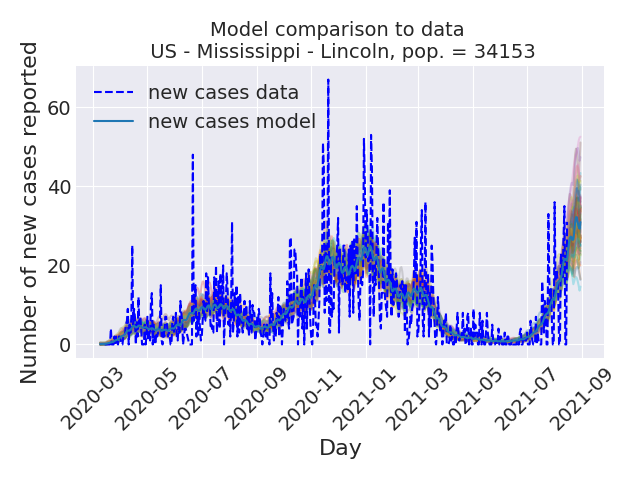 Model comparison to data
US - Mississippi - Lincoln, pop. = 34153
Number of new cases reported
60
40
20
0
new cases data
new cases model
2020-03
2020-05
2020-07
2020-09
2020-11
2021-01
2021-03
2021-05
2021-07
2021-09
Day